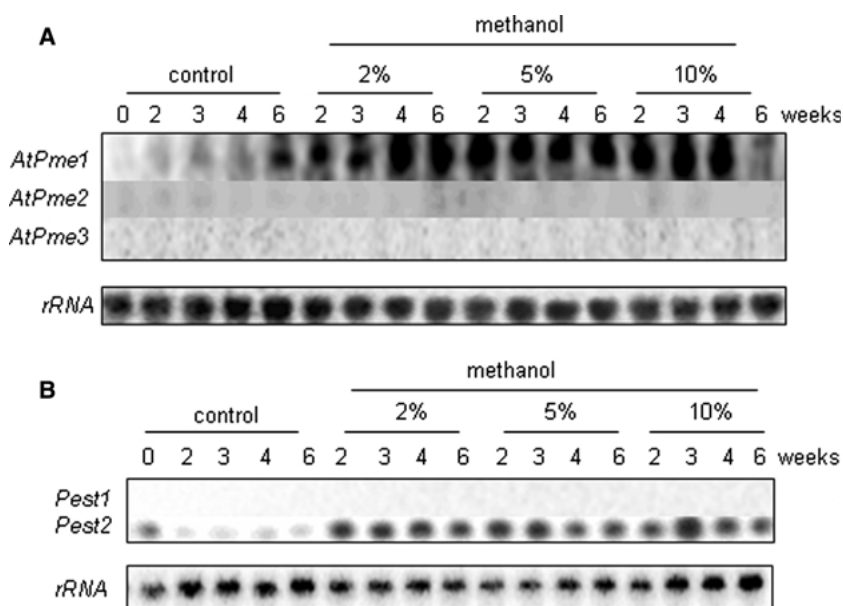 A
methanol
control 2% 5% 10%
0 2 3 4 6 2 3 4 6 2 3 4 6 2 3 4 6 weeks
AtPme1
AtPme2
AtPme3
rRNA
B
methanol
control 2% 5% 10%
0 2 3 4 6 2 3 4 6 2 3 4 6 2 3 4 6 weeks
Pest1
Pest2
rRNA